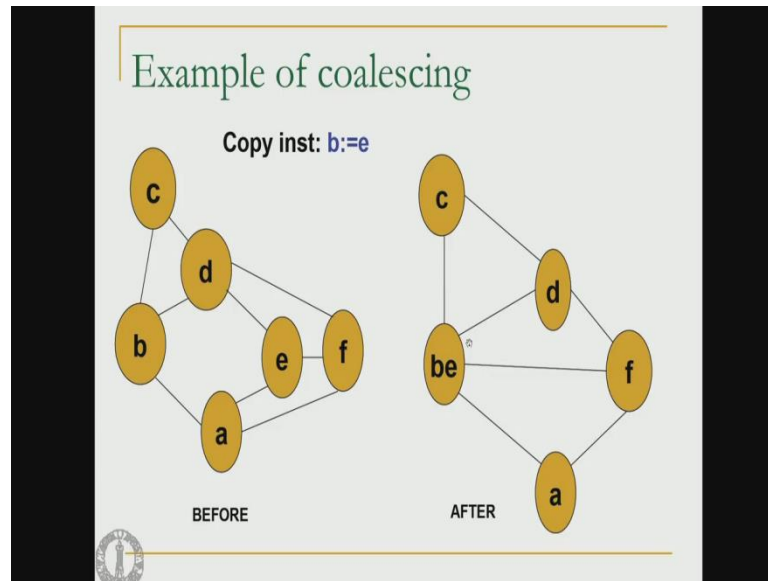 Example of coalescing
Copy inst: b:=e
c
d
b
e
f
a
BEFORE
c
d
be
f
a
AFTER